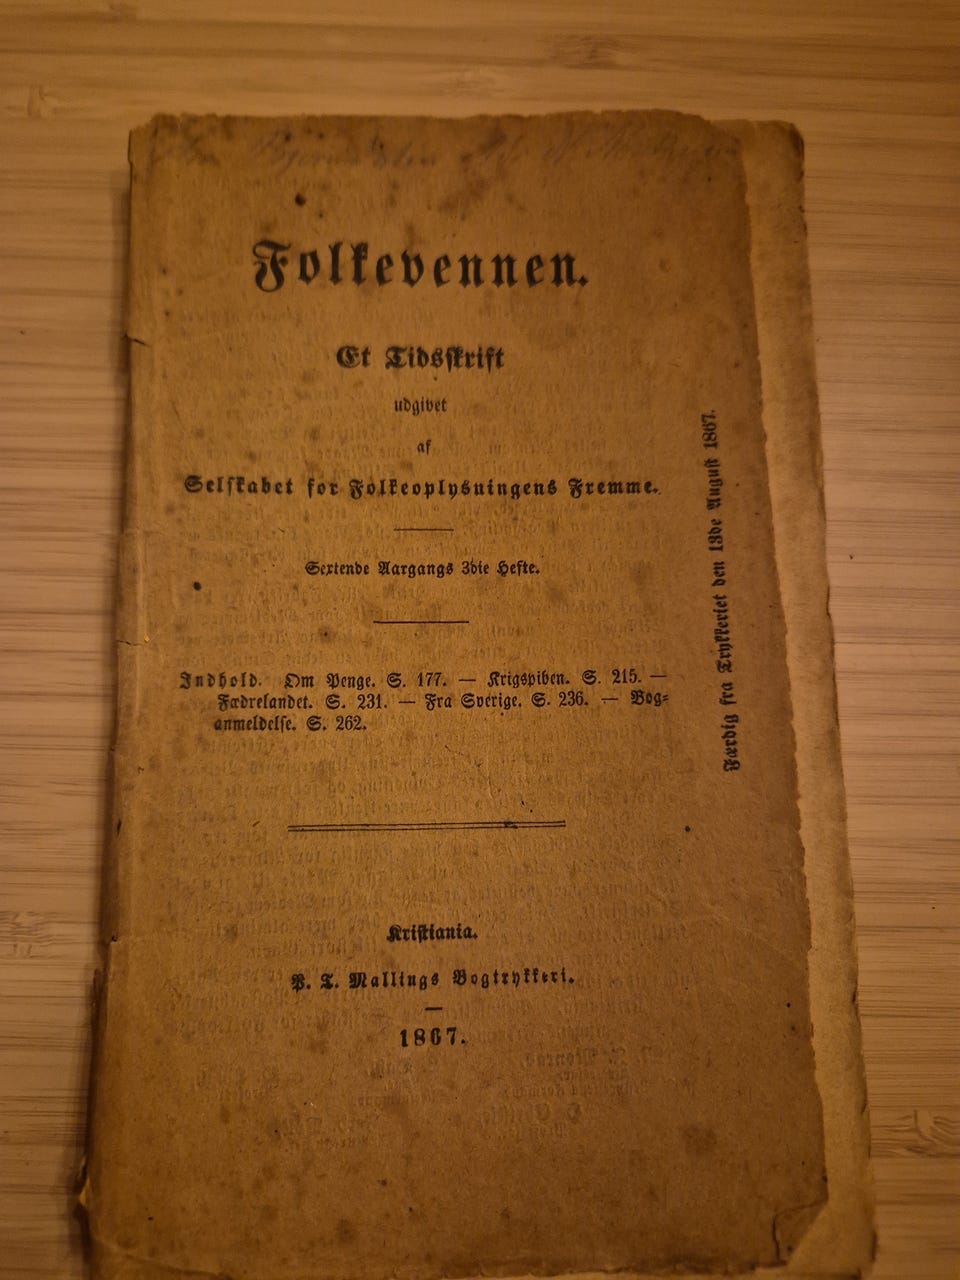 Folkevennen.
Et Tidsskrift
udgivet
af
Selskabet for Folkeoplysningens Fremme.
Sextende Aargangs 3die Hefte.
Indhold. Om Penge. S. 177. — Krigspiben. S. 215. —
Fædrelandet. S. 231. — Fra Sverige. S. 236. — Bog-
anmeldelse. S. 262.
Kristiania.
P. T. Mallings Bogtrykkeri.
1867.
Færdig fra Trykkeriet den 13de August 1867.